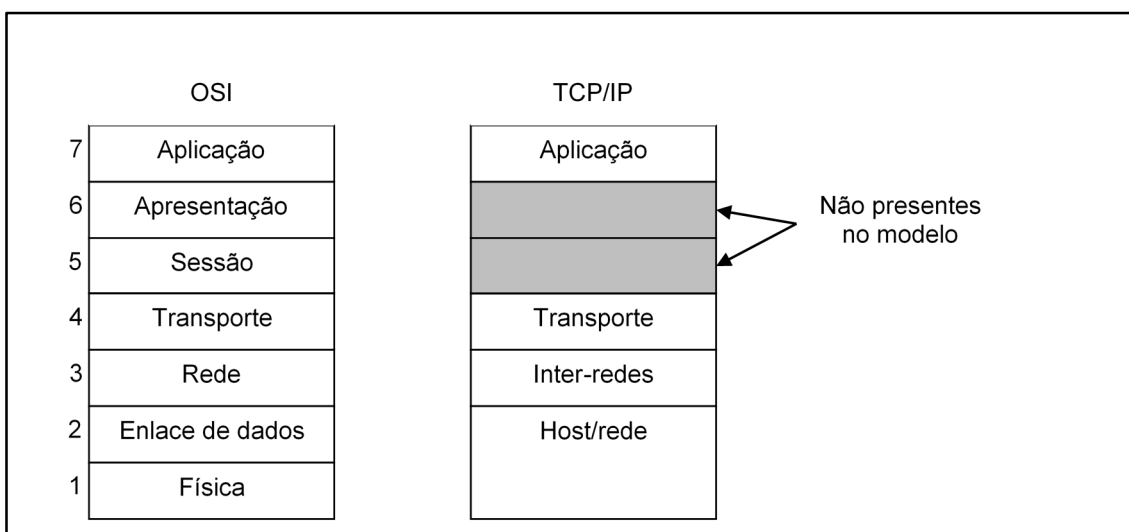 OSI
TCP/IP
7 Aplicação
Aplicação
6 Apresentação
Não presentes
no modelo
5 Sessão
4 Transporte
Transporte
3 Rede
Inter-redes
2 Enlace de dados
Host/rede
1 Física